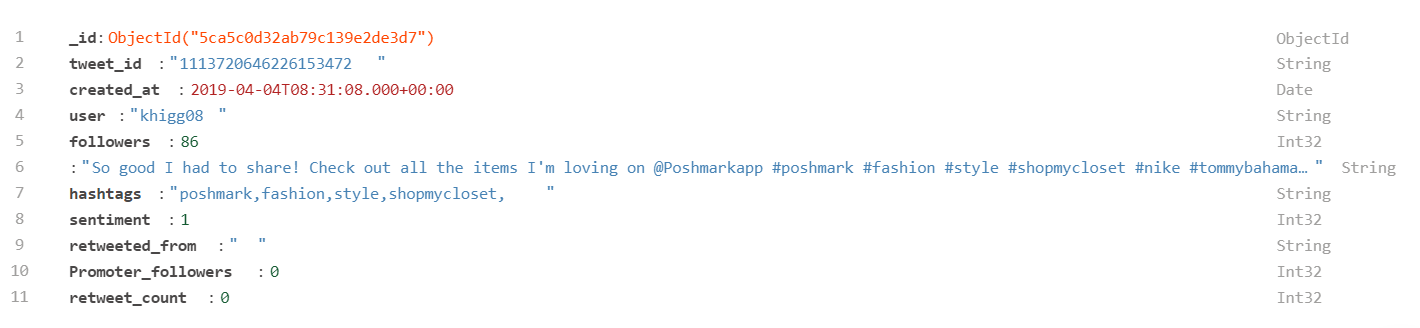 1 _id: ObjectId("5ca5c0d32ab79c139e2de3d7") ObjectId
2 tweet_id : "1113720646226153472 " String
3 created_at : 2019-04-04T08:31:08.000+00:00 Date
4 user : "khigg08 " String
5 followers : 86 Int32
6 : "So good I had to share! Check out all the items I'm loving on @Poshmarkapp #poshmark #fashion #style #shopmycloset #nike #tommybahama… " String
7 hashtags : "poshmark,fashion,style,shopmycloset, " String
8 sentiment : 1 Int32
9 retweeted_from : " " String
10 Promoter_followers : 0 Int32
11 retweet_count : 0 Int32